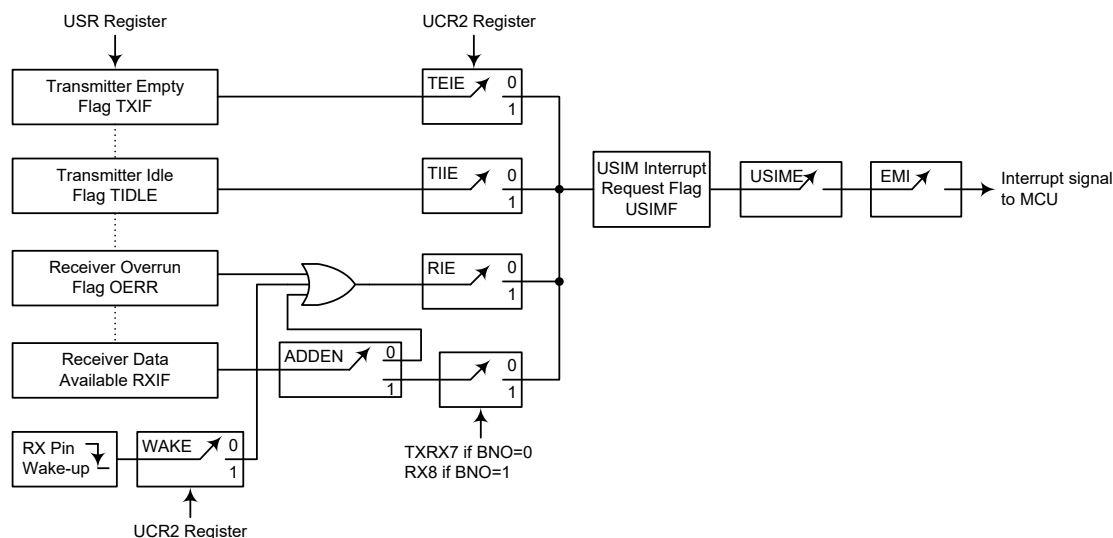 USR Register
UCR2 Register
Transmitter Empty
Flag TXIF
TEIE
0
1
Transmitter Idle
Flag TIDLE
TIIE
0
1
USIM Interrupt
Request Flag
USIMF
USIME
EMI
Interrupt signal
to MCU
Receiver Overrun
Flag OERR
RIE
0
1
Receiver Data
Available RXIF
ADDEN
0
1
0
1
RX Pin
Wake-up
WAKE
0
1
TXRX7 if BNO=0
RX8 if BNO=1
UCR2 Register